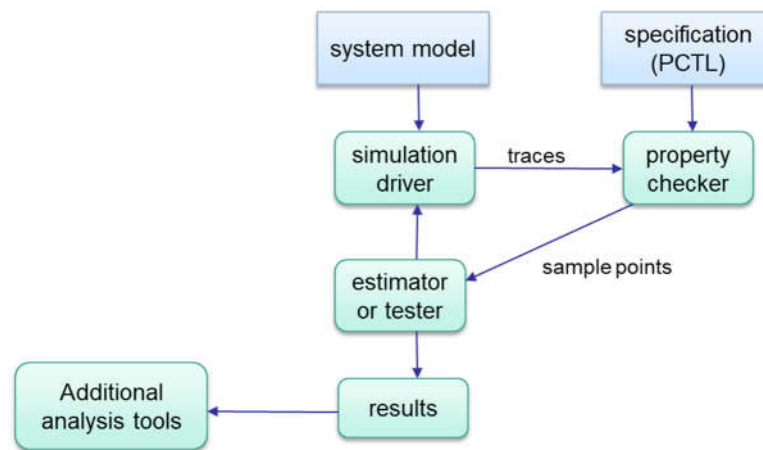 system model
specification
(PCTL)
simulation
driver
traces
property
checker
estimator
or tester
sample points
Additional
analysis tools
results